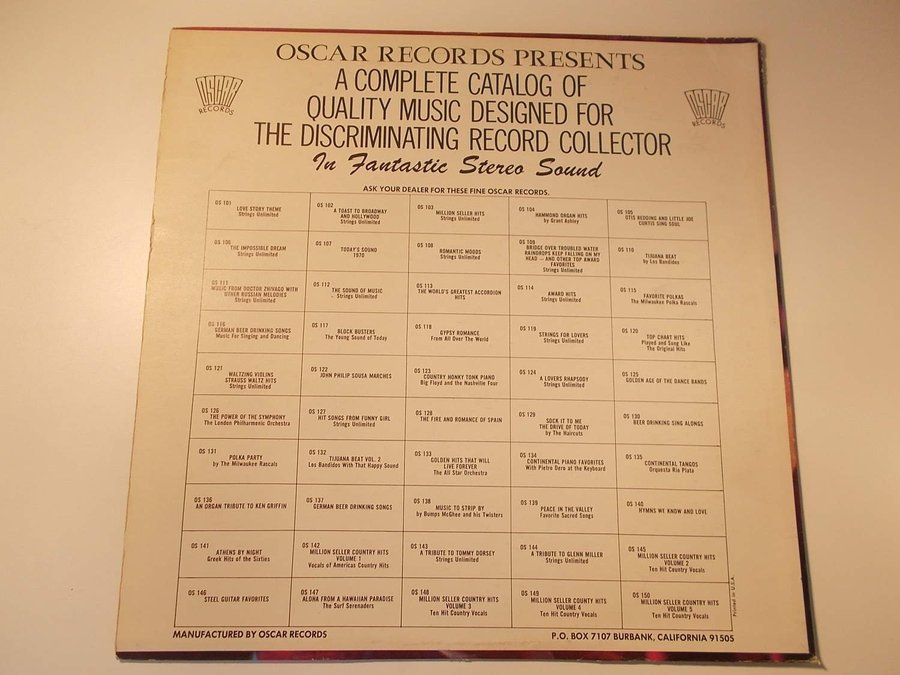 OSCAR RECORDS PRESENTS
A COMPLETE CATALOG OF
QUALITY MUSIC DESIGNED FOR
THE DISCRIMINATING RECORD COLLECTOR
In Fantastic Stereo Sound
OSCAR
RECORDS
OSCAR
RECORDS
ASK YOUR DEALER FOR THESE FINE OSCAR RECORDS.
OS 101
LOVE STORY THEME
Strings Unlimited
OS 102
A TOAST TO BROADWAY
AND HOLLYWOOD
Strings Unlimited
OS 103
MILLION SELLER HITS
Strings Unlimited
OS 104
HAMMOND ORGAN HITS
by Grant Ashley
OS 105
OTIS REDDING AND LITTLE JOE
CURTIS SING SOUL
OS 106
THE IMPOSSIBLE DREAM
Strings Unlimited
OS 107
TODAY'S SOUND
1970
OS 108
ROMANTIC MOODS
Strings Unlimited
OS 109
BRIDGE OVER TROUBLED WATER
RAINDROPS KEEP FALLING ON MY
HEAD — AND OTHER TOP AWARD
FAVORITES
Strings Unlimited
OS 110
TIJUANA BEAT
by Los Bandidos
OS 111
MUSIC FROM DOCTOR ZHIVAGO WITH
OTHER RUSSIAN MELODIES
Strings Unlimited
OS 112
THE SOUND OF MUSIC
Strings Unlimited
OS 113
THE WORLD'S GREATEST ACCORDION
HITS
OS 114
AWARD HITS
Strings Unlimited
OS 115
FAVORITE POLKAS
The Milwaukee Polka Rascals
OS 116
GERMAN BEER DRINKING SONGS
Music For Singing and Dancing
OS 117
BLOCK BUSTERS
The Young Sound of Today
OS 118
GYPSY ROMANCE
From All Over The World
OS 119
STRINGS FOR LOVERS
Strings Unlimited
OS 120
TOP CHART HITS
Played and Sung Like
The Original Hits
OS 121
WALTZING VIOLINS
STRAUSS WALTZ HITS
Strings Unlimited
OS 122
JOHN PHILIP SOUSA MARCHES
OS 123
COUNTRY HONKY TONK PIANO
Big Floyd and the Nashville Four
OS 124
A LOVERS RHAPSODY
Strings Unlimited
OS 125
GOLDEN AGE OF THE DANCE BANDS
OS 126
THE POWER OF THE SYMPHONY
The London Philharmonic Orchestra
OS 127
HIT SONGS FROM FUNNY GIRL
Strings Unlimited
OS 128
THE FIRE AND ROMANCE OF SPAIN
OS 129
SOCK IT TO ME
THE DRIVE OF TODAY
by The Haircuts
OS 130
BEER DRINKING SING ALONGS
OS 131
POLKA PARTY
by The Milwaukee Rascals
OS 132
TIJUANA BEAT VOL. 2
Los Bandidos With That Happy Sound
OS 133
GOLDEN HITS THAT WILL
LIVE FOREVER
The All Star Orchestra
OS 134
CONTINENTAL PIANO FAVORITES
With Pietro Dero at the Keyboard
OS 135
CONTINENTAL TANGOS
Orquesta Rio Plata
OS 136
AN ORGAN TRIBUTE TO KEN GRIFFIN
OS 137
GERMAN BEER DRINKING SONGS
OS 138
MUSIC TO STRIP BY
by Bumps McGhee and his Twisters
OS 139
PEACE IN THE VALLEY
Favorite Sacred Songs
OS 140
HYMNS WE KNOW AND LOVE
OS 141
ATHENS BY NIGHT
Greek Hits of the Sixties
OS 142
MILLION SELLER COUNTRY HITS
VOLUME 1
Vocals of Americas Country Hits
OS 143
A TRIBUTE TO TOMMY DORSEY
Strings Unlimited
OS 144
A TRIBUTE TO GLENN MILLER
Strings Unlimited
OS 145
MILLION SELLER COUNTRY HITS
VOLUME 2
Ten Hit Country Vocals
OS 146
STEEL GUITAR FAVORITES
OS 147
ALOHA FROM A HAWAIIAN PARADISE
The Surf Serenaders
OS 148
MILLION SELLER COUNTRY HITS
VOLUME 3
Ten Hit Country Vocals
OS 149
MILLION SELLER COUNTY HITS
VOLUME 4
Ten Hit Country Vocals
OS 150
MILLION SELLER COUNTRY HITS
VOLUME 5
Ten Hit Country Vocals
Printed in U.S.A.
MANUFACTURED BY OSCAR RECORDS
P.O. BOX 7107 BURBANK, CALIFORNIA 91505